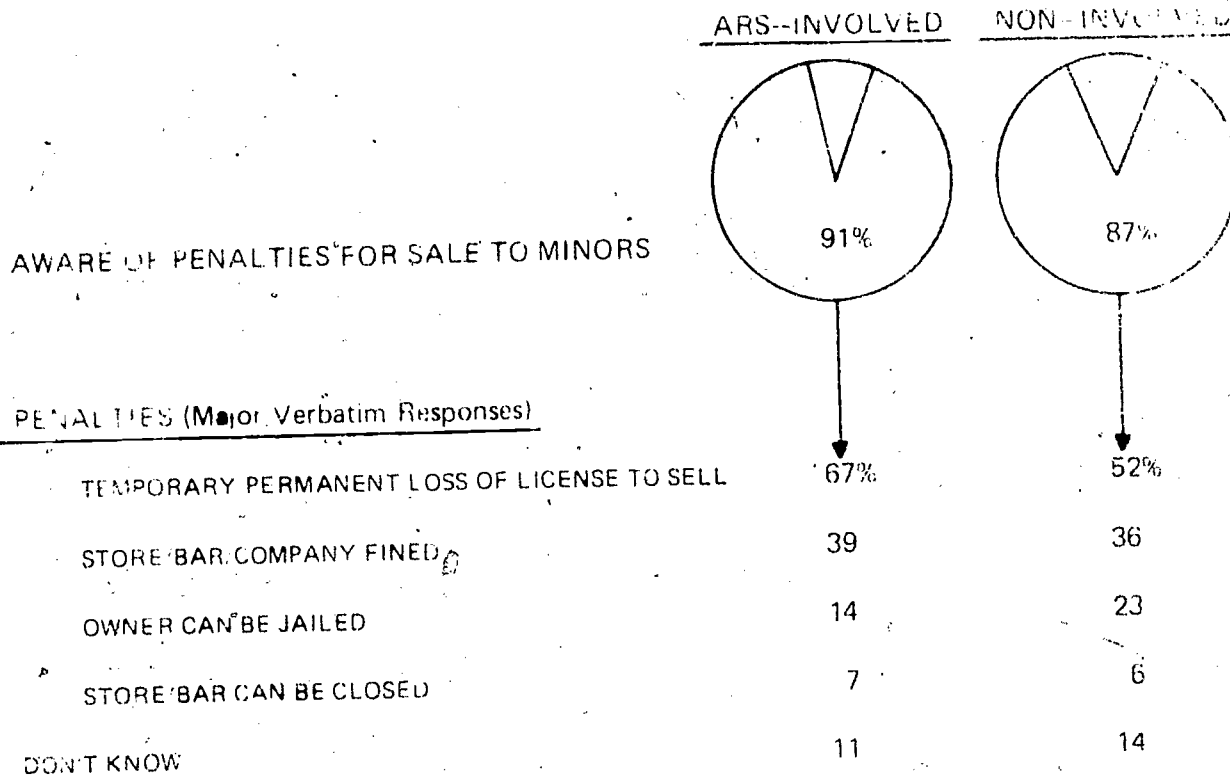 ARS--INVOLVED NON-INVOLVED
91% 87%
AWARE OF PENALTIES FOR SALE TO MINORS
PENALTIES (Major Verbatim Responses)
TEMPORARY PERMANENT LOSS OF LICENSE TO SELL 67% 52%
STORE/BAR/COMPANY FINED 39 36
OWNER CAN BE JAILED 14 23
STORE/BAR CAN BE CLOSED 7 6
DON'T KNOW 11 14